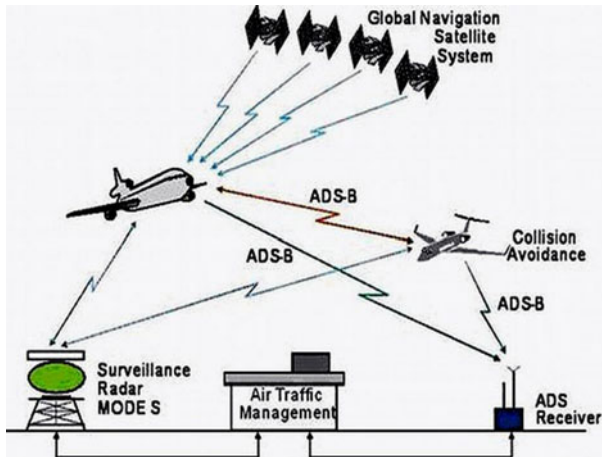 Global Navigation
Satellite
System
ADS-B
ADS-B
Collision
Avoidance
ADS-B
Surveillance
Radar
MODE S
Air Traffic
Management
ADS
Receiver